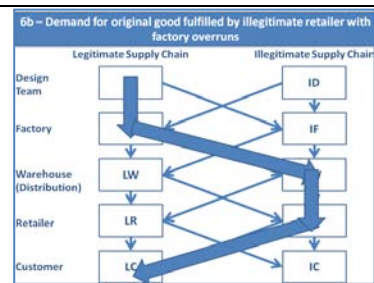 6b – Demand for original good fulfilled by illegitimate retailer with
factory overruns
Legitimate Supply Chain Illegitimate Supply Chain
Design
Team
ID
Factory
IF
Warehouse
(Distribution)
LW
Retailer
LR
Customer
LC
IC